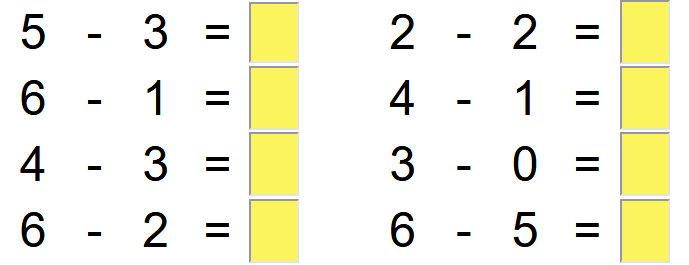 5 - 3 = 2 - 2 =
6 - 1 = 4 - 1 =
4 - 3 = 3 - 0 =
6 - 2 = 6 - 5 =